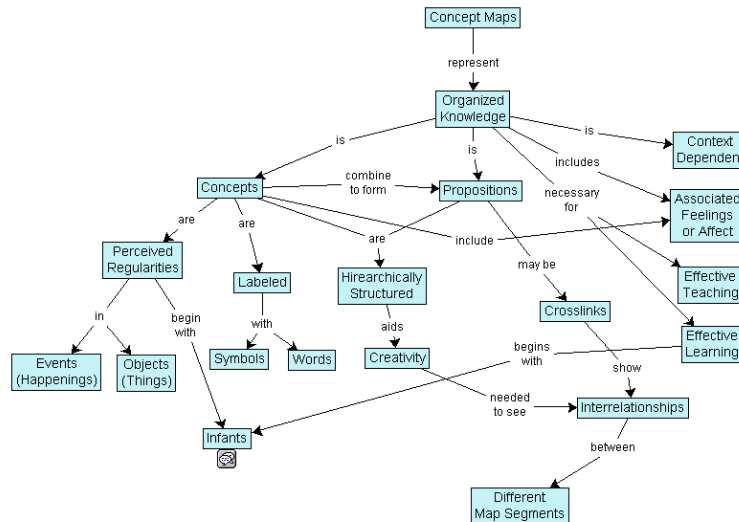 Concept Maps
represent
Organized
Knowledge
is
is
is
includes
necessary
for
Context
Dependent
Concepts
combine
to form
Propositions
Associated
Feelings
or Affect
are
are
are
include
Perceived
Regularities
Labeled
Hirearchically
Structured
may be
Effective
Teaching
in
begin
with
with
aids
Crosslinks
Events
(Happenings)
Objects
(Things)
Symbols
Words
Creativity
begins
with
show
Effective
Learning
needed
to see
Interrelationships
Infants
between
Different
Map Segments